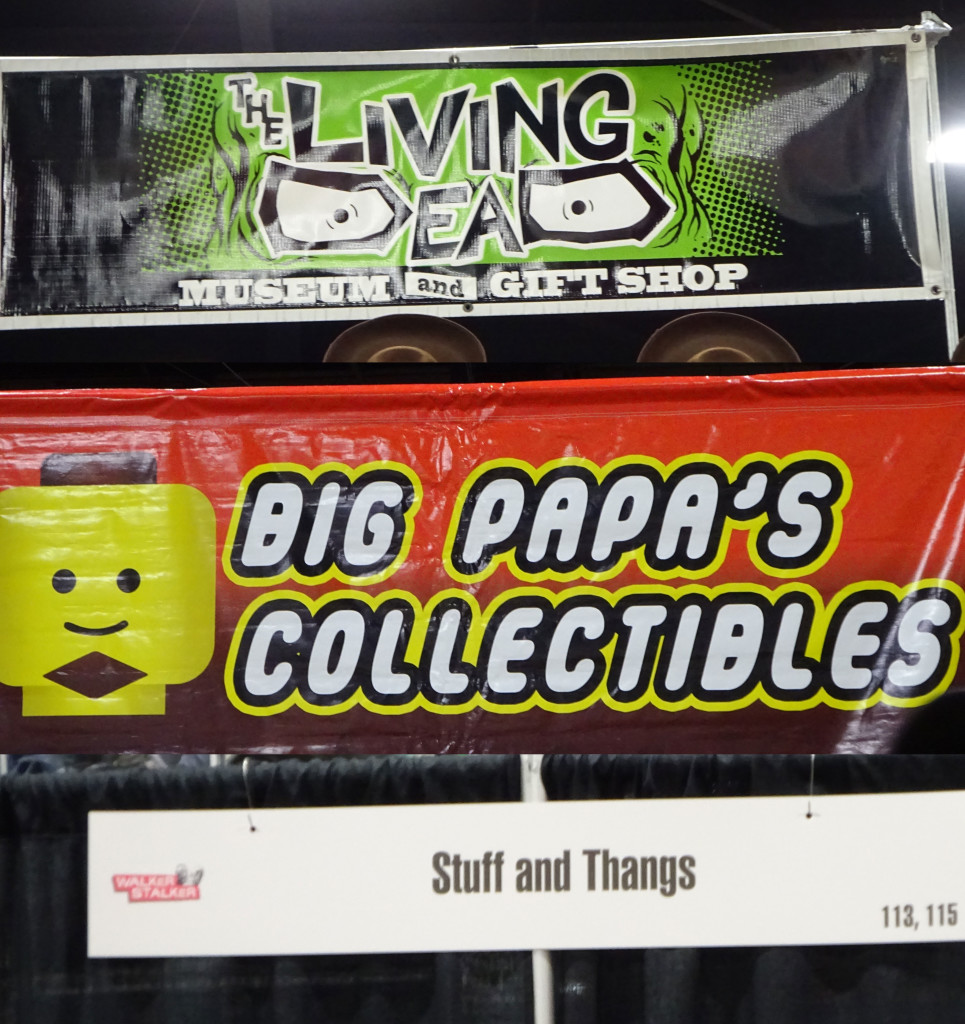 THE LIVING
DEAD
MUSEUM and GIFT SHOP
BIG PAPA'S
COLLECTIBLES
WALKER
STALKER
Stuff and Thangs
113, 115